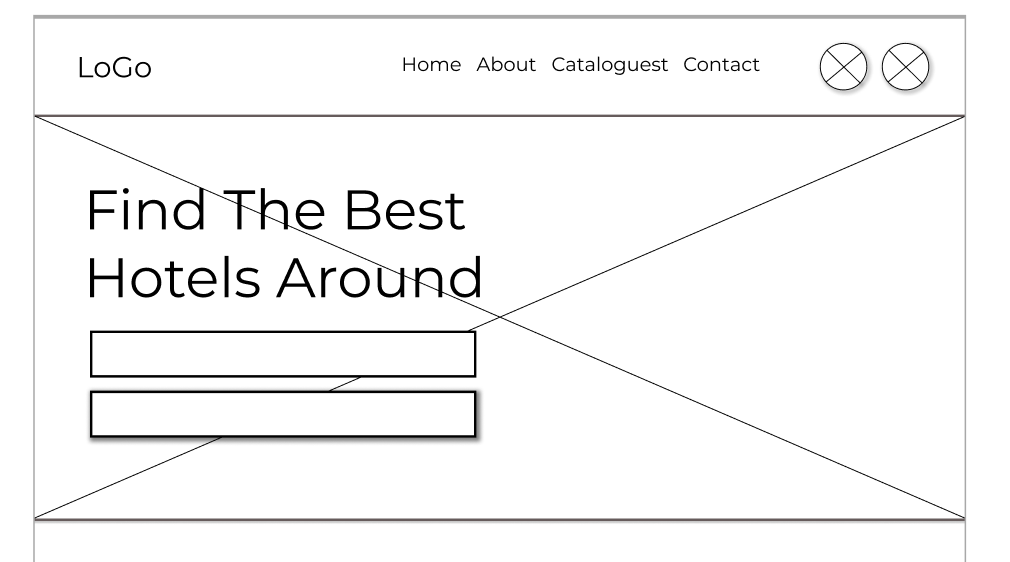 LoGo
Home About Cataloguest Contact
Find The Best
Hotels Around